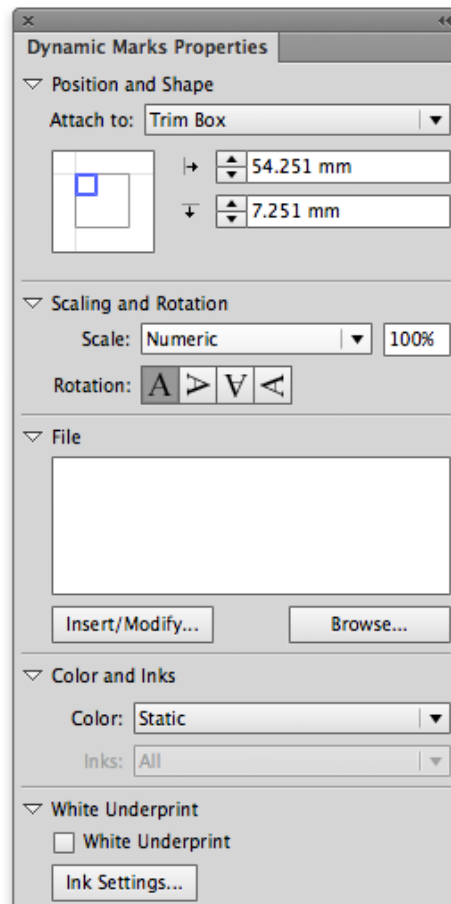 Dynamic Marks Properties
Position and Shape
Attach to: Trim Box
54.251 mm
7.251 mm
Scaling and Rotation
Scale: Numeric 100%
Rotation: A A A A
File
Insert/Modify... Browse...
Color and Inks
Color: Static
Inks: All
White Underprint
White Underprint
Ink Settings...